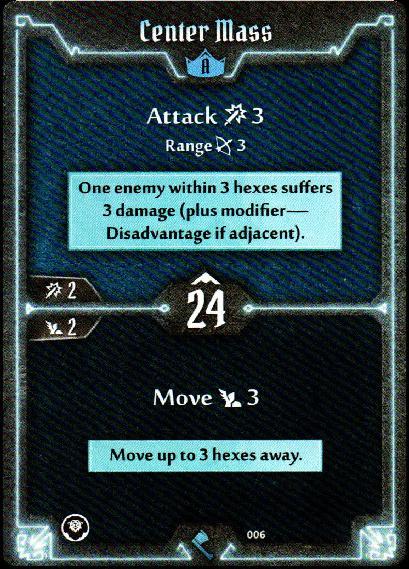 Center Mass
A
Attack 3
Range 3
One enemy within 3 hexes suffers
3 damage (plus modifier—
Disadvantage if adjacent).
2
24
2
Move 3
Move up to 3 hexes away.
006